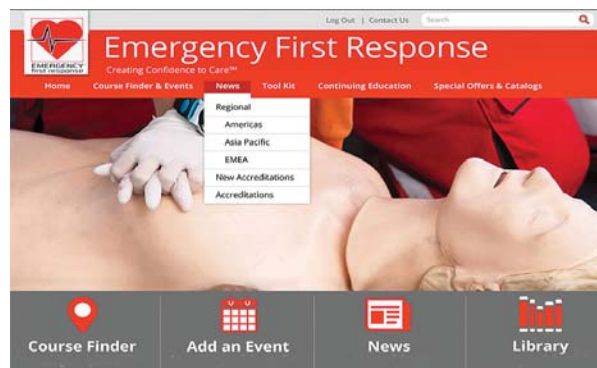 Log Out | Contact Us Search
EMERGENCY
first response
Emergency First Response
Creating Confidence to Care™
Home Course Finder & Events News Tool Kit Continuing Education Special Offers & Catalogs
Regional
Americas
Asia Pacific
EMEA
New Accreditations
Accreditations
Course Finder Add an Event News Library